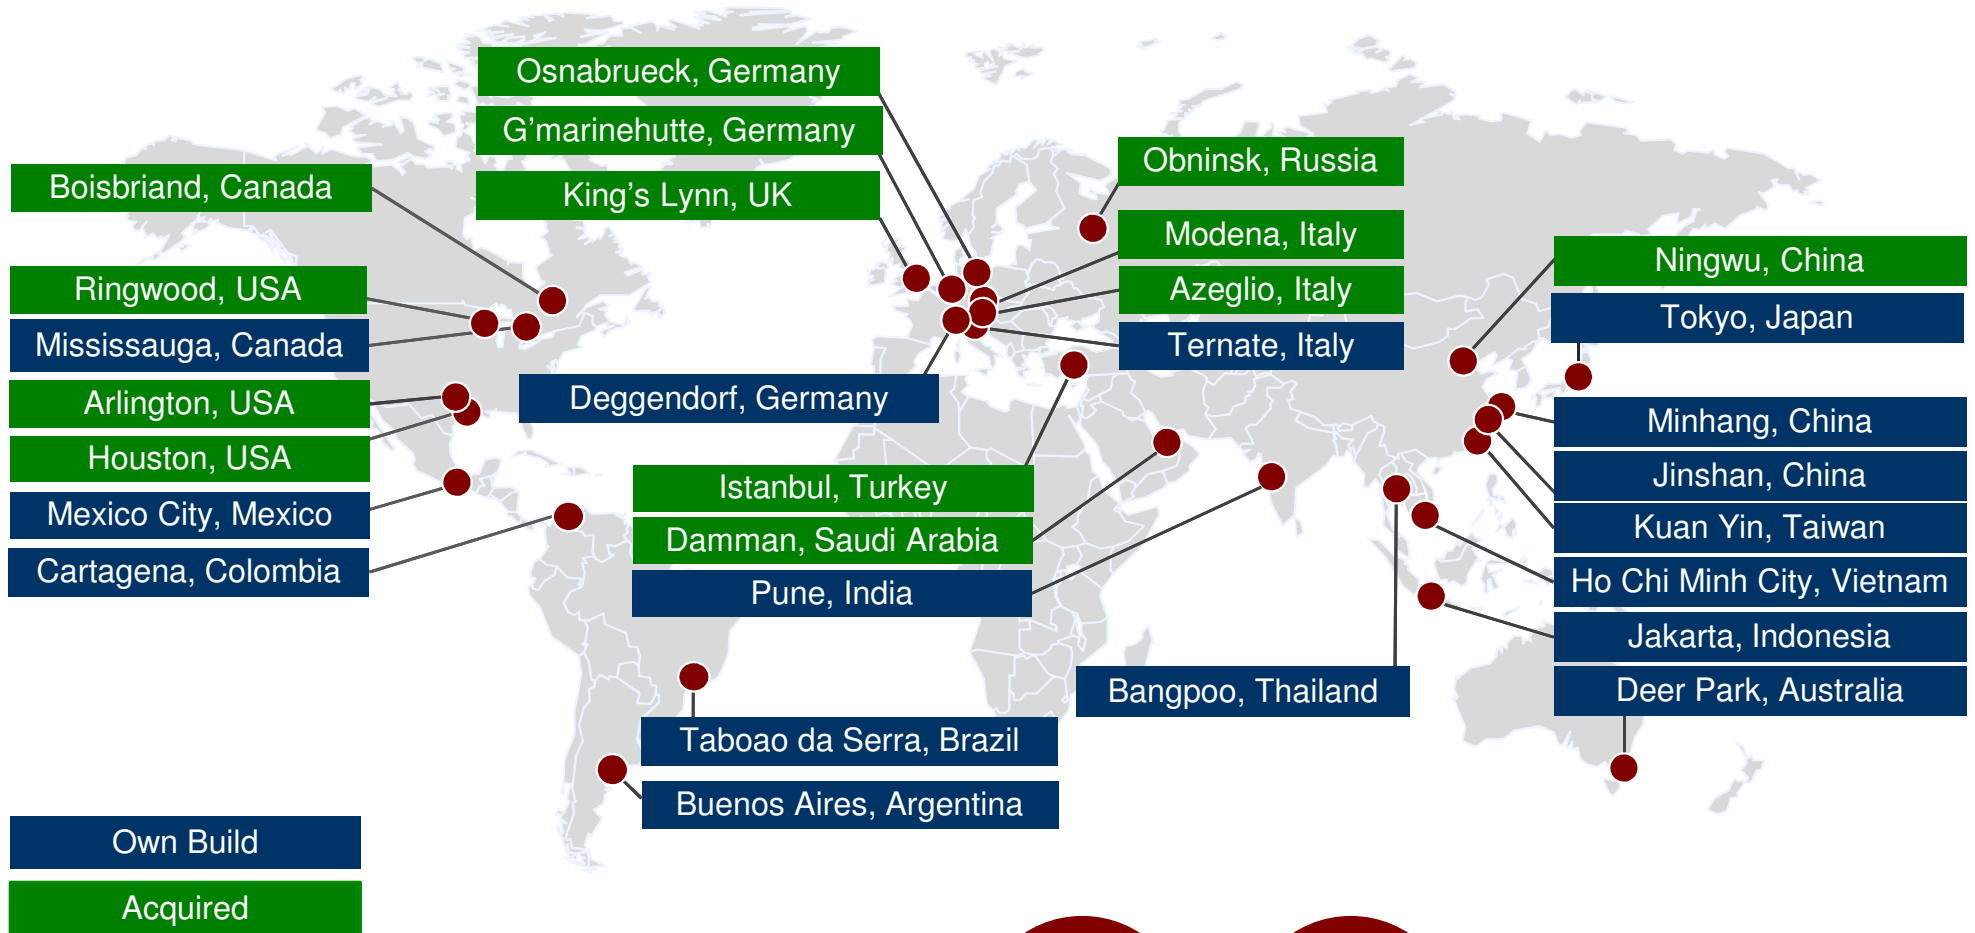 Osnabrueck, Germany
G'marinehutte, Germany
King's Lynn, UK
Obninsk, Russia
Modena, Italy
Azeglio, Italy
Ternate, Italy
Boisbriand, Canada
Ringwood, USA
Mississauga, Canada
Arlington, USA
Houston, USA
Mexico City, Mexico
Cartagena, Colombia
Deggendorf, Germany
Istanbul, Turkey
Damman, Saudi Arabia
Pune, India
Ningwu, China
Tokyo, Japan
Minhang, China
Jinshan, China
Kuan Yin, Taiwan
Ho Chi Minh City, Vietnam
Jakarta, Indonesia
Deer Park, Australia
Bangpoo, Thailand
Taboao da Serra, Brazil
Buenos Aires, Argentina
Own Build
Acquired